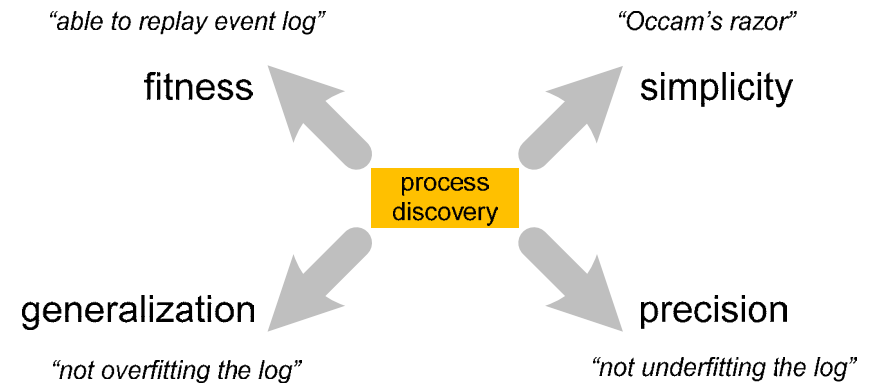 “able to replay event log”
“Occam’s razor”
fitness
simplicity
process
discovery
generalization
precision
“not overfitting the log”
“not underfitting the log”